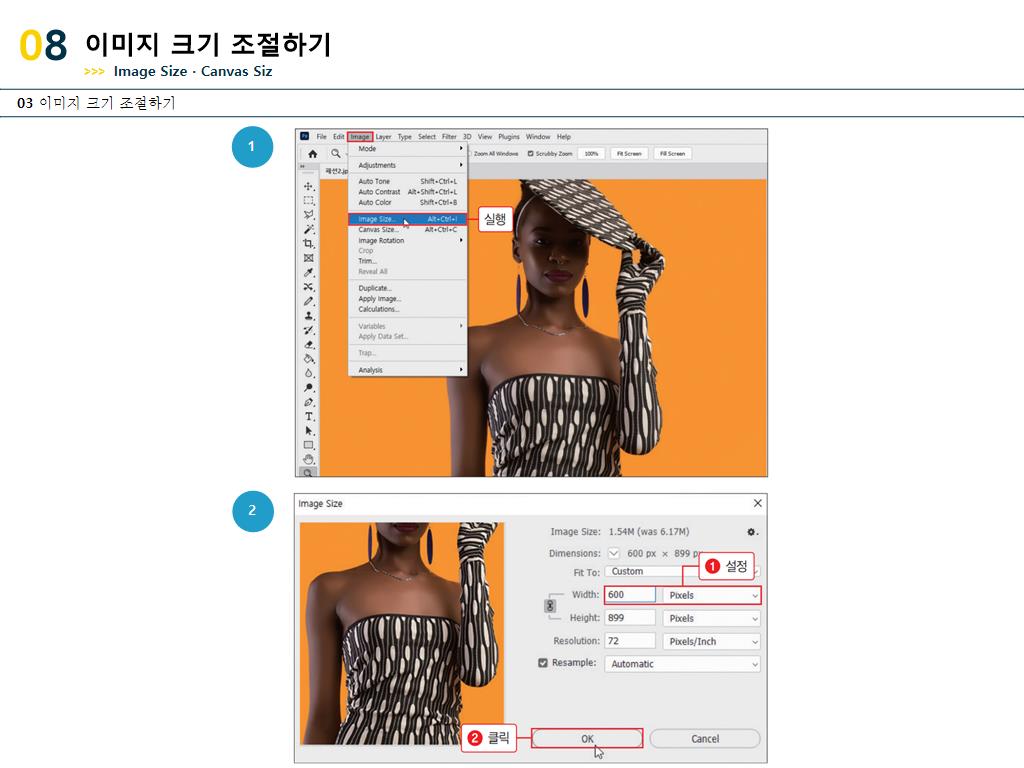 08 이미지 크기 조절하기
>>> Image Size · Canvas Siz
03 이미지 크기 조절하기
1
Ps File Edit Image Layer Type Select Filter 3D View Plugins Window Help
Zoom All Windows Scrubby Zoom 100% Fit Screen Fill Screen
패션2.jp
Mode
Adjustments
Auto Tone Shift+Ctrl+L
Auto Contrast Alt+Shift+Ctrl+L
Auto Color Shift+Ctrl+B
Image Size... Alt+Ctrl+I
실행
Canvas Size... Alt+Ctrl+C
Image Rotation
Crop
Trim...
Reveal All
Duplicate...
Apply Image...
Calculations...
Variables
Apply Data Set...
Trap...
Analysis
2
Image Size
Image Size: 1.54M (was 6.17M)
Dimensions: 600 px × 899 px
1 설정
Fit To: Custom
Width: 600 Pixels
Height: 899 Pixels
Resolution: 72 Pixels/Inch
Resample: Automatic
2 클릭
OK Cancel